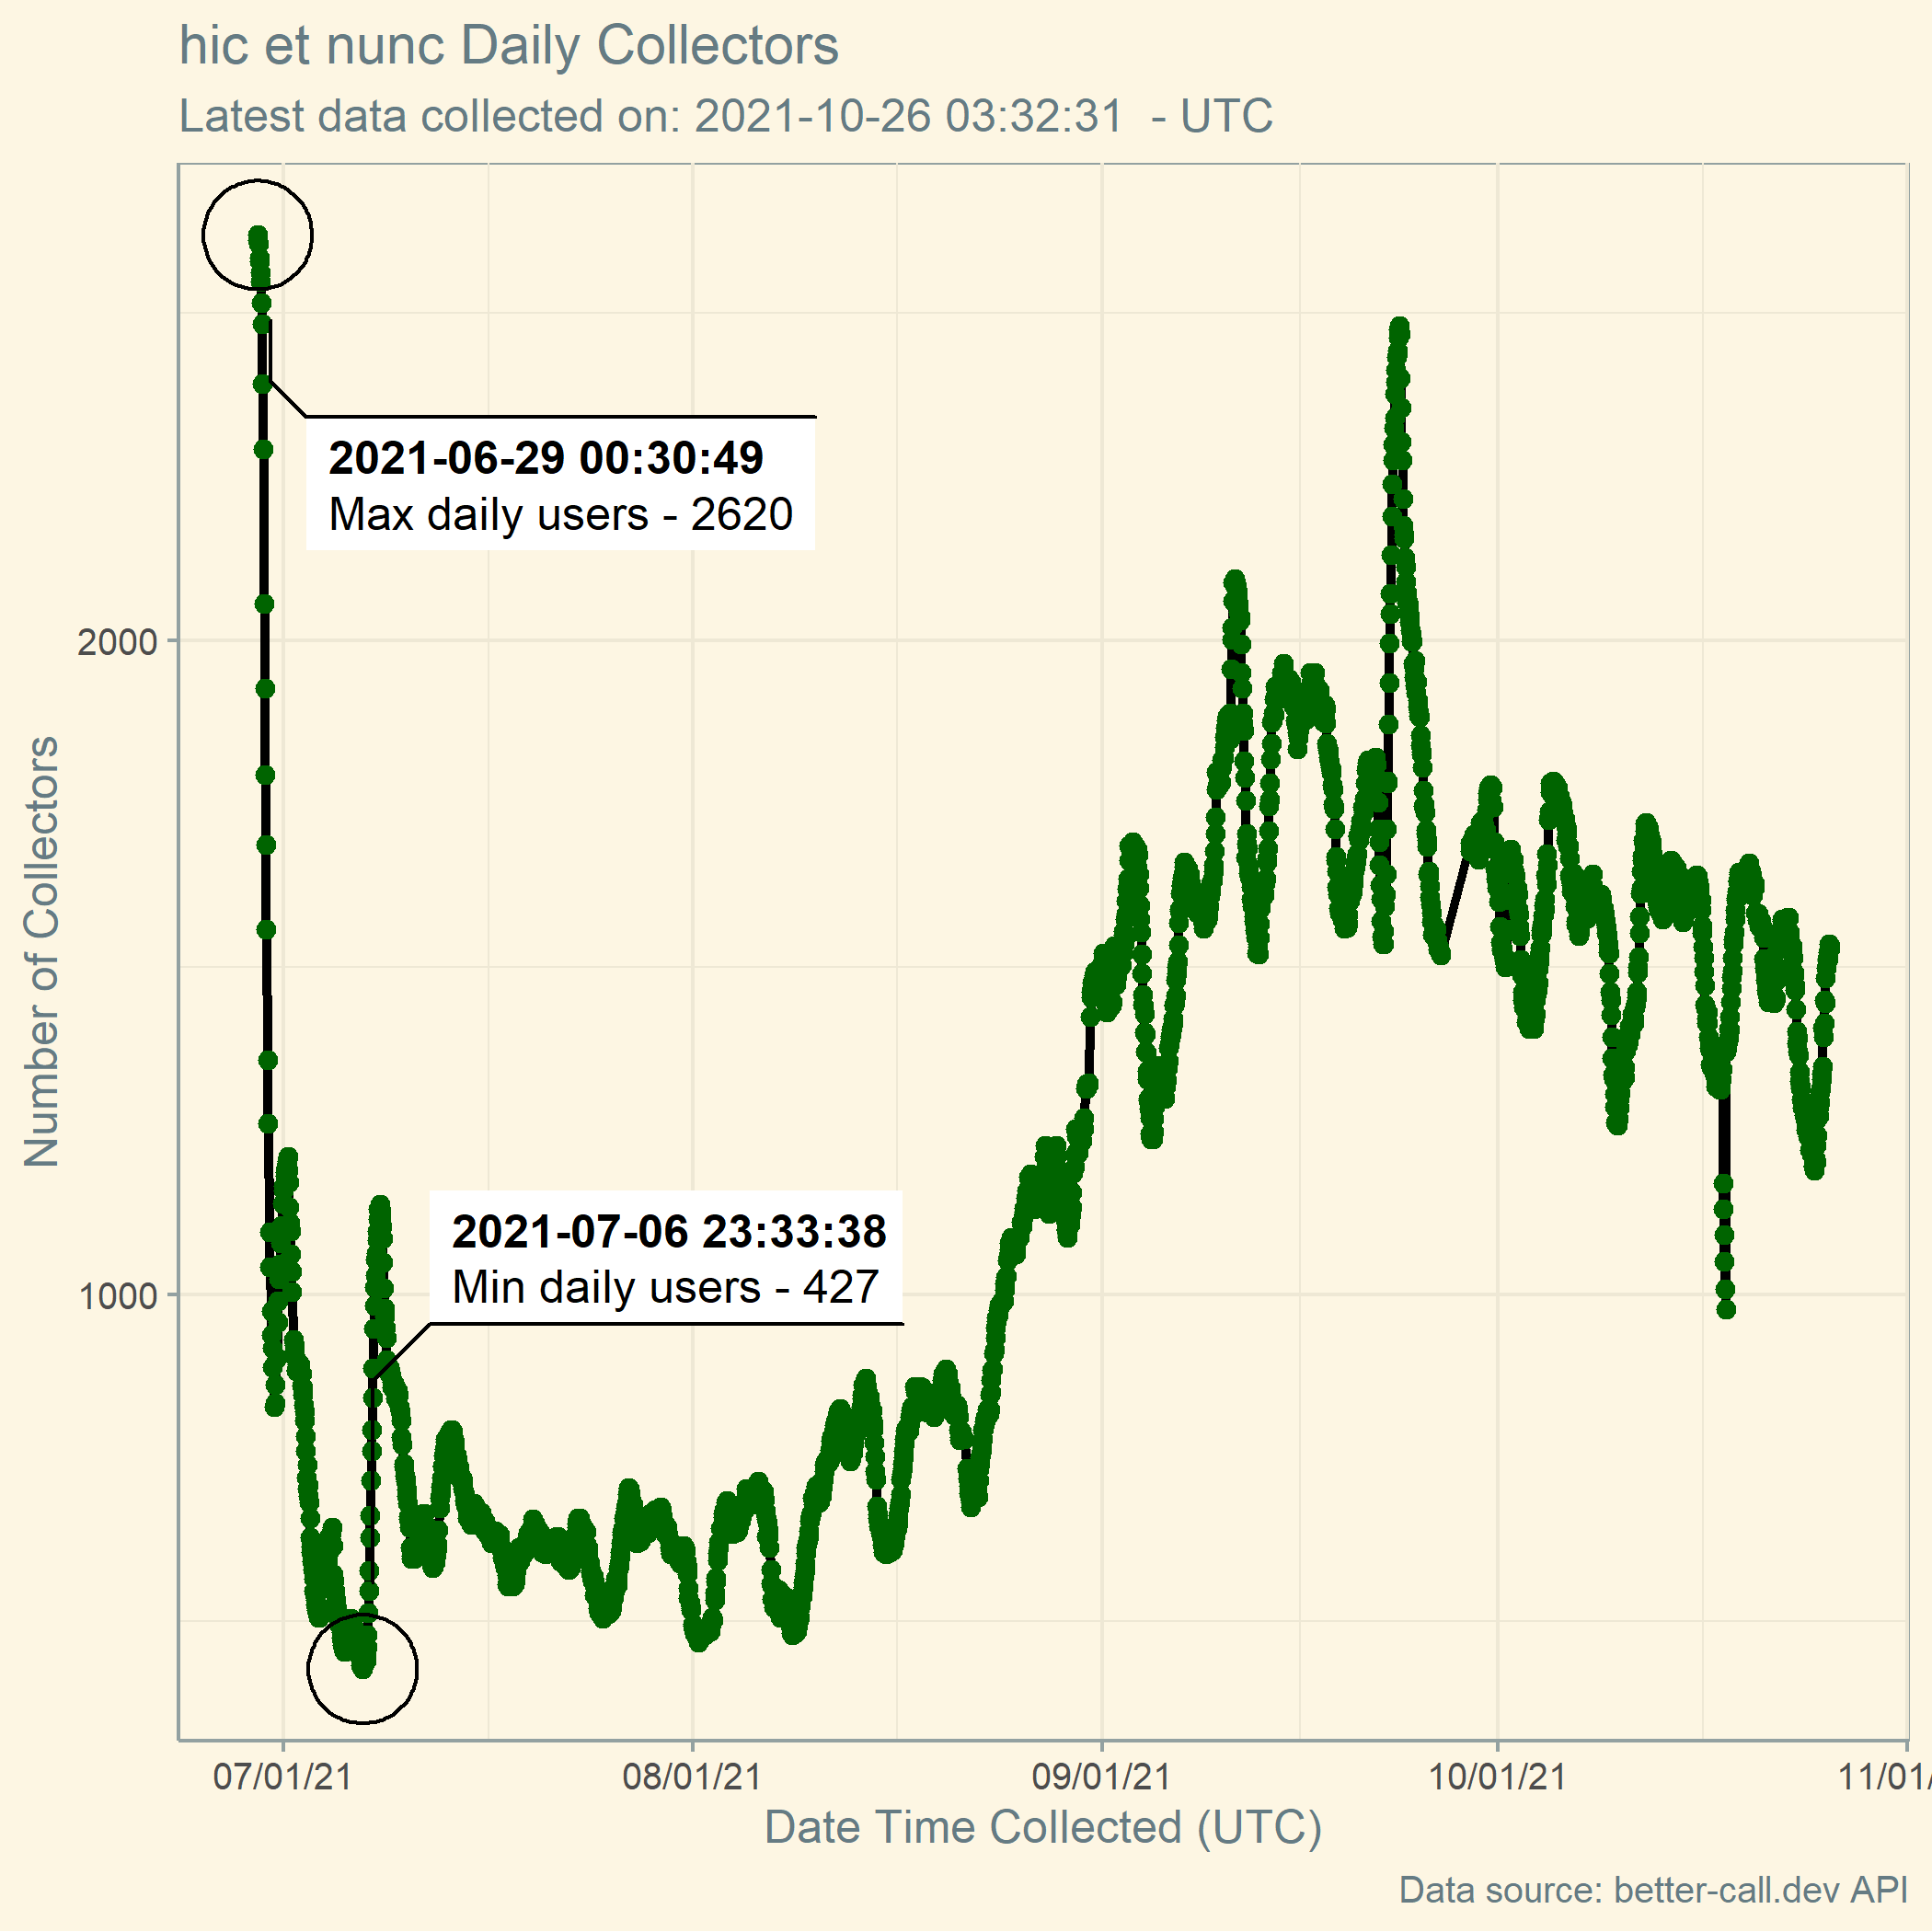 hic et nunc Daily Collectors
Latest data collected on: 2021-10-26 03:32:31 - UTC
Number of Collectors
2000
1000
2021-06-29 00:30:49
Max daily users - 2620
2021-07-06 23:33:38
Min daily users - 427
07/01/21
08/01/21
09/01/21
10/01/21
11/01/
Date Time Collected (UTC)
Data source: better-call.dev API